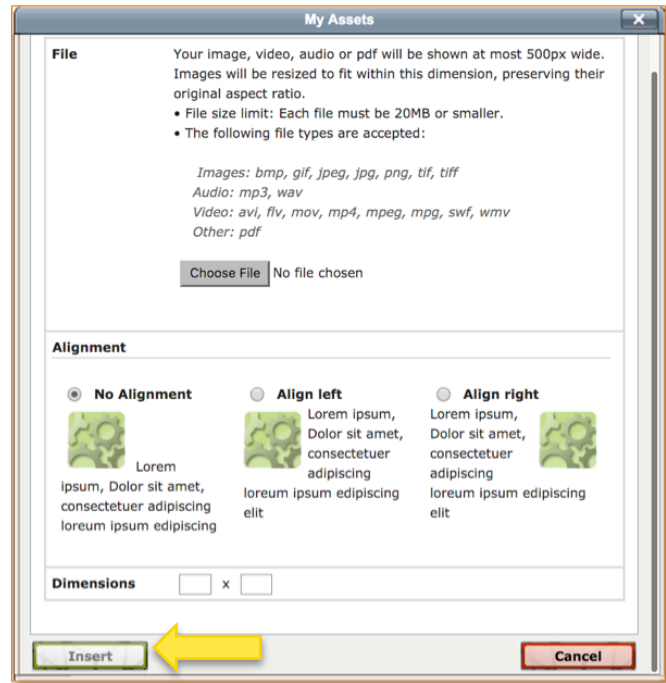 My Assets
X
File
Your image, video, audio or pdf will be shown at most 500px wide.
Images will be resized to fit within this dimension, preserving their
original aspect ratio.
• File size limit: Each file must be 20MB or smaller.
• The following file types are accepted:
Images: bmp, gif, jpeg, jpg, png, tif, tiff
Audio: mp3, wav
Video: avi, flv, mov, mp4, mpeg, mpg, swf, wmv
Other: pdf
Choose File No file chosen
Alignment
No Alignment
Lorem
ipsum, Dolor sit amet,
consectetuer adipiscing
loreum ipsum edipiscing
Align left
Lorem ipsum,
Dolor sit amet,
consectetuer
adipiscing
loreum ipsum edipiscing
elit
Align right
Lorem ipsum,
Dolor sit amet,
consectetuer
adipiscing
loreum ipsum edipiscing
elit
Dimensions x
Insert
Cancel